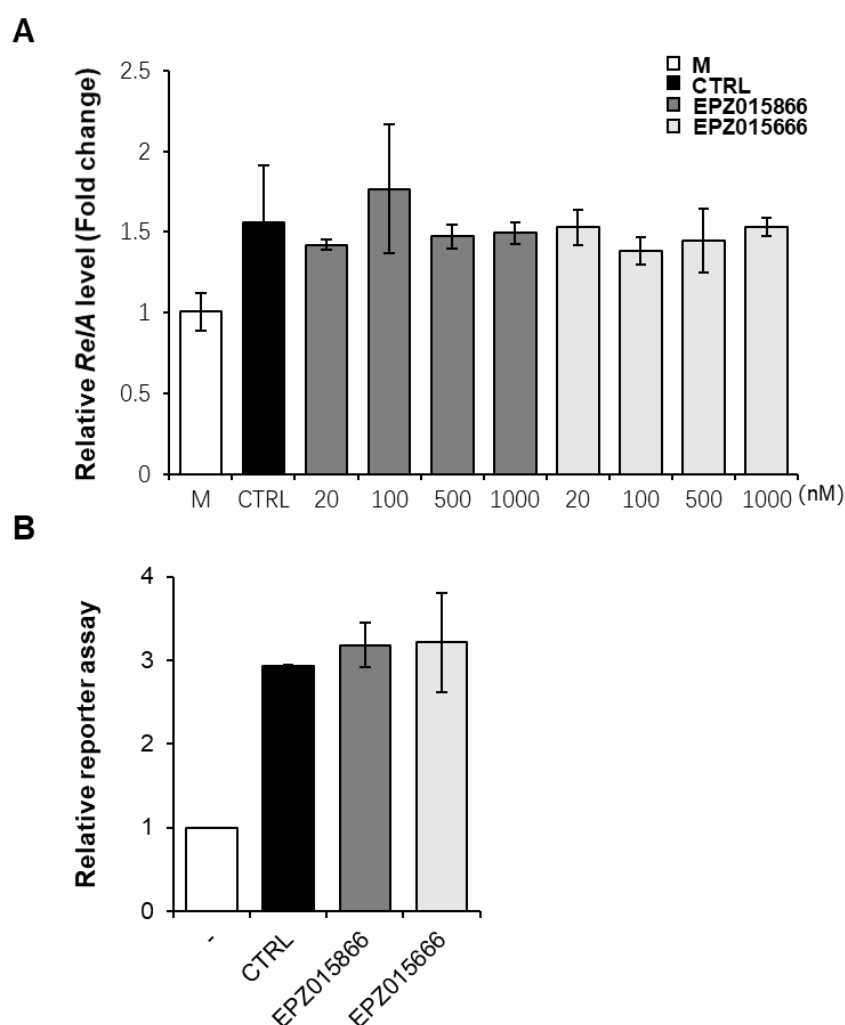 A
Relative RelA level (Fold change)
2.5
2
1.5
1
0.5
0
M
CTRL
EPZ015866
EPZ015666
M CTRL 20 100 500 1000 20 100 500 1000 (nM)
B
Relative reporter assay
4
3
2
1
0
-
CTRL
EPZ015866
EPZ015666